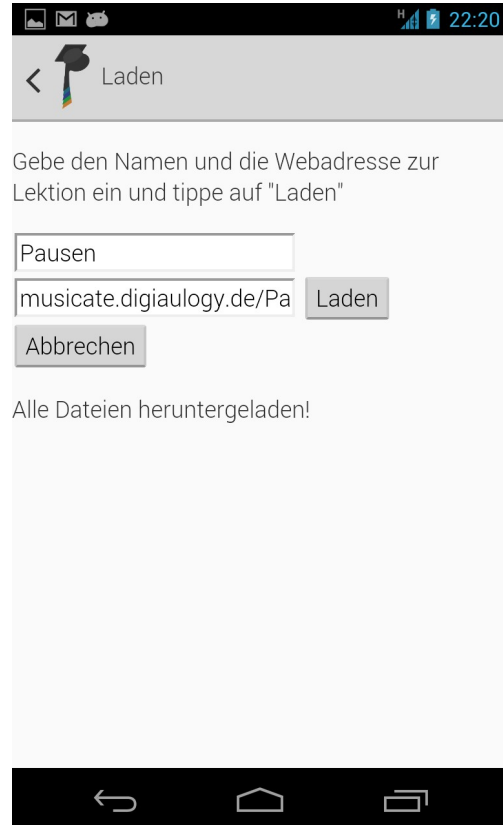 H 22:20
Laden
Gebe den Namen und die Webadresse zur
Lektion ein und tippe auf "Laden"
Pausen
musicate.digiaulogy.de/Pa Laden
Abbrechen
Alle Dateien heruntergeladen!